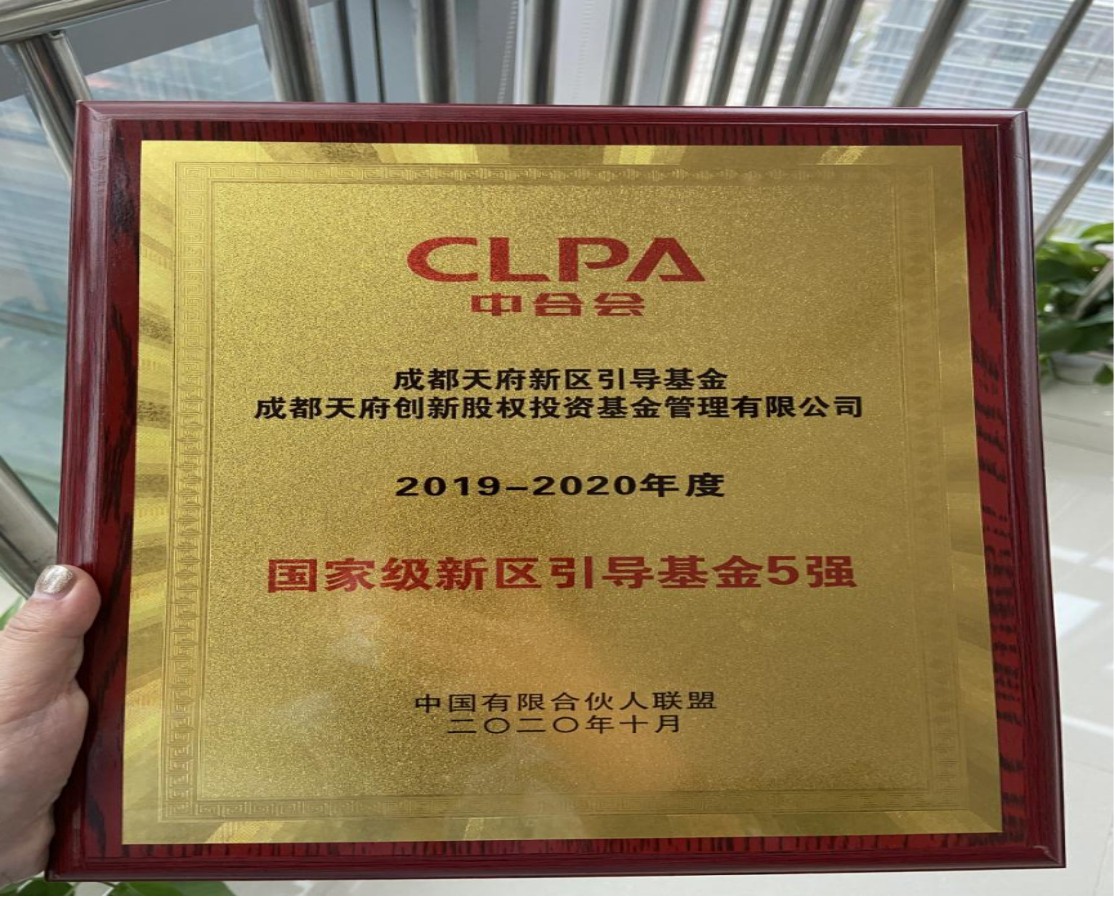 CLPA
中合会
成都天府新区引导基金
成都天府创新股权投资基金管理有限公司
2019-2020年度
国家级新区引导基金5强
中国有限合伙人联盟
二〇二〇年十月